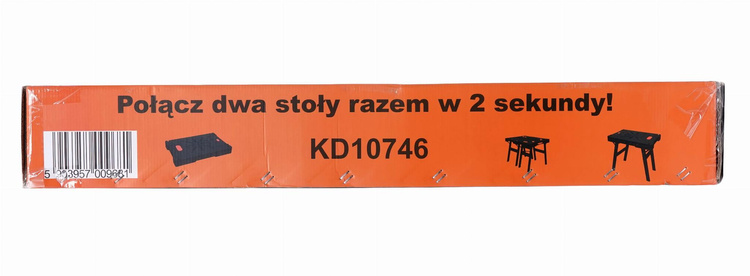 Połącz dwa stoły razem w 2 sekundy!
KD10746